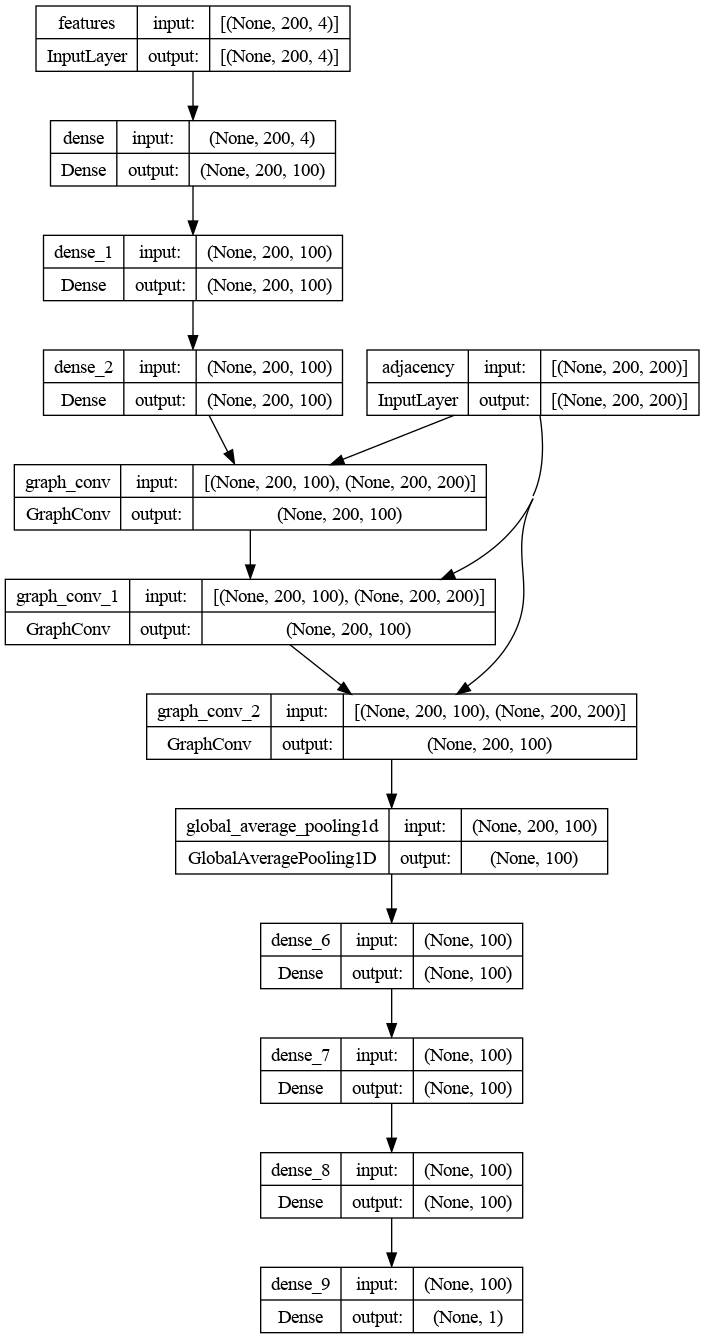 features input: [(None, 200, 4)]
InputLayer output: [(None, 200, 4)]
dense input: (None, 200, 4)
Dense output: (None, 200, 100)
dense_1 input: (None, 200, 100)
Dense output: (None, 200, 100)
dense_2 input: (None, 200, 100)
Dense output: (None, 200, 100)
adjacency input: [(None, 200, 200)]
InputLayer output: [(None, 200, 200)]
graph_conv input: [(None, 200, 100), (None, 200, 200)]
GraphConv output: (None, 200, 100)
graph_conv_1 input: [(None, 200, 100), (None, 200, 200)]
GraphConv output: (None, 200, 100)
graph_conv_2 input: [(None, 200, 100), (None, 200, 200)]
GraphConv output: (None, 200, 100)
global_average_pooling1d input: (None, 200, 100)
GlobalAveragePooling1D output: (None, 100)
dense_6 input: (None, 100)
Dense output: (None, 100)
dense_7 input: (None, 100)
Dense output: (None, 100)
dense_8 input: (None, 100)
Dense output: (None, 100)
dense_9 input: (None, 100)
Dense output: (None, 1)